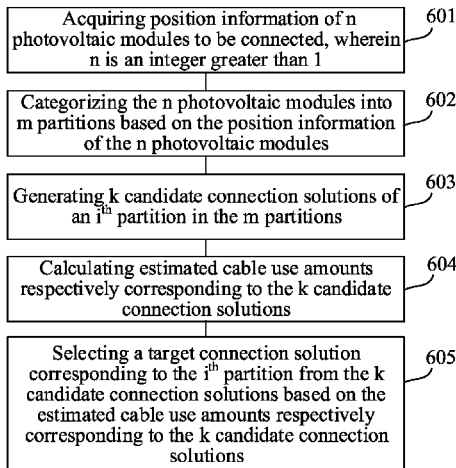 Acquiring position information of n
photovoltaic modules to be connected, wherein
n is an integer greater than 1
601
Categorizing the n photovoltaic modules into
m partitions based on the position information
of the n photovoltaic modules
602
Generating k candidate connection solutions of
an ith partition in the m partitions
603
Calculating estimated cable use amounts
respectively corresponding to the k candidate
connection solutions
604
Selecting a target connection solution
corresponding to the ith partition from the k
candidate connection solutions based on the
estimated cable use amounts respectively
corresponding to the k candidate connection
solutions
605